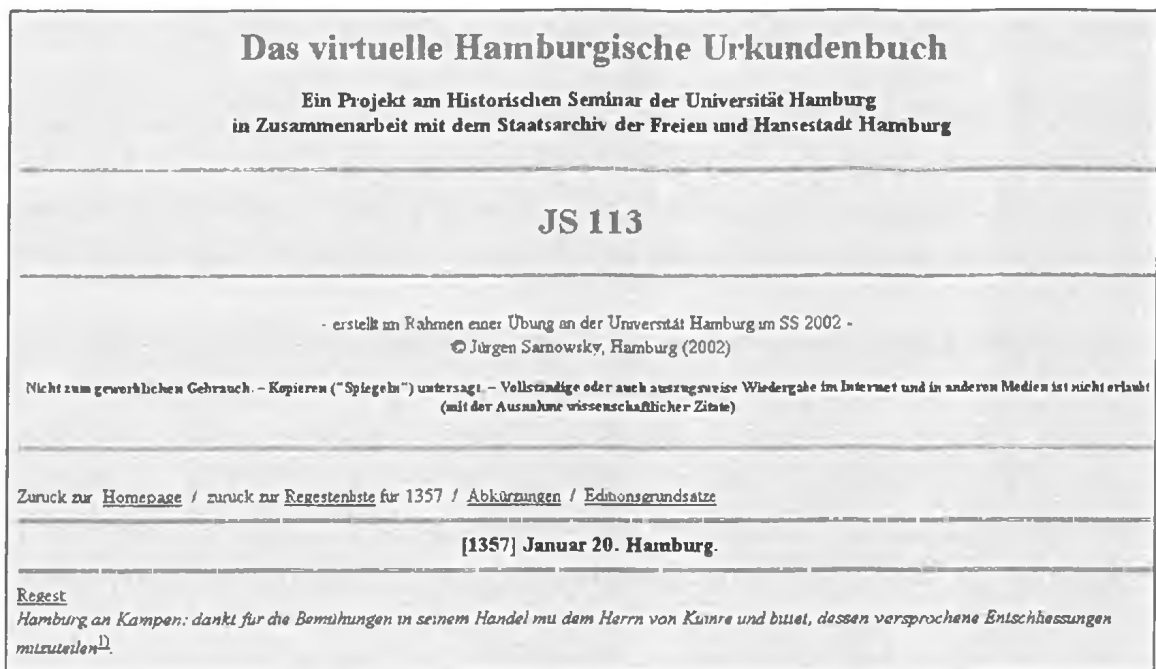 Das virtuelle Hamburgische Urkundenbuch
Ein Projekt am Historischen Seminar der Universität Hamburg
in Zusammenarbeit mit dem Staatsarchiv der Freien und Hansestadt Hamburg
JS 113
- erstellt im Rahmen einer Übung an der Universität Hamburg im SS 2002 -
© Jürgen Sarnowsky, Hamburg (2002)
Nicht zum gewerblichen Gebrauch. – Kopieren ("Spiegeln") untersagt. – Vollständige oder auch auszugsweise Wiedergabe im Internet und in anderen Medien ist nicht erlaubt
(mit der Ausnahme wissenschaftlicher Zitate)
Zuruck zur Homepage / zuruck zur Regestenliste für 1357 / Abkürzungen / Editionsgrundsätze
[1357] Januar 20. Hamburg.
Regest
Hamburg an Kampen: dankt für die Bemühungen in seinem Handel mit dem Herrn von Kuinre und bittet, dessen versprochene Entschliessungen
mitzuteilen1).